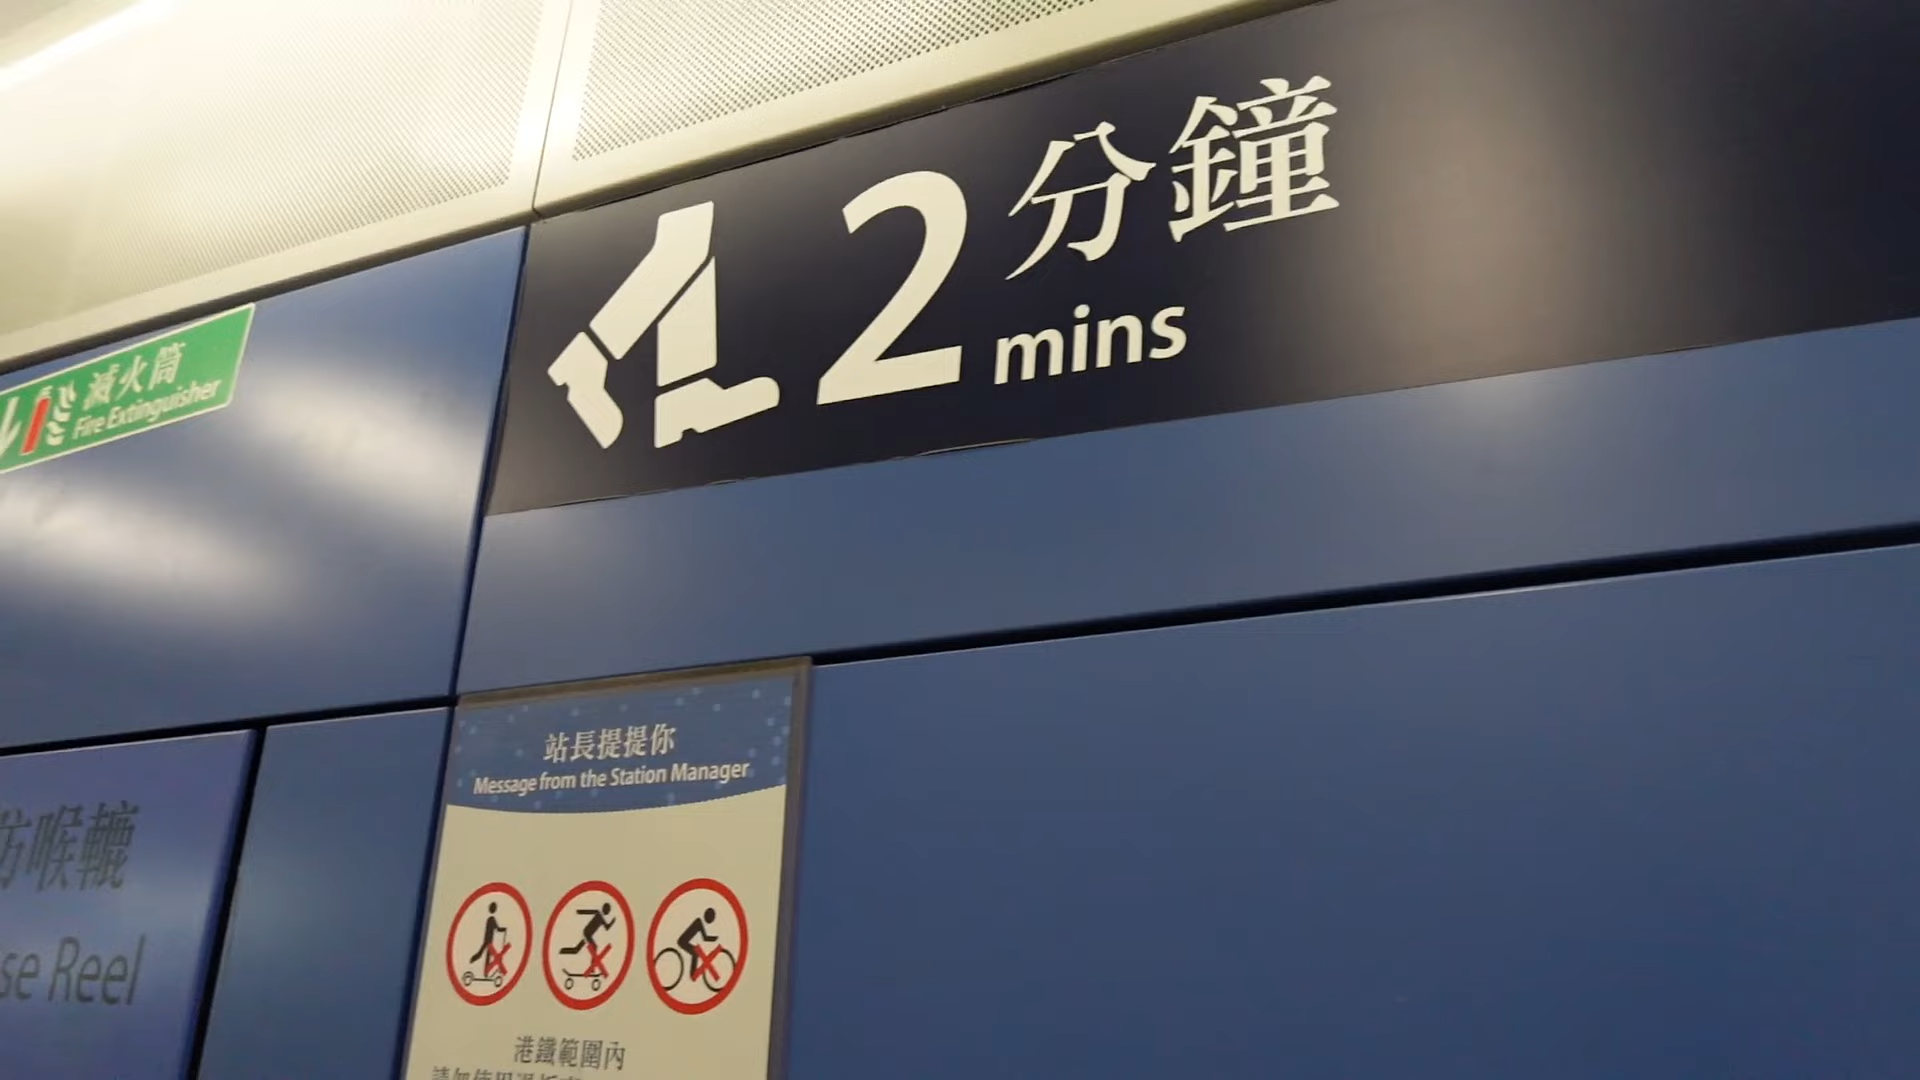 2分鐘
mins
滅火筒
Fire Extinguisher
站長提提你
Message from the Station Manager
喉轆
Reel
港鐵範圍內